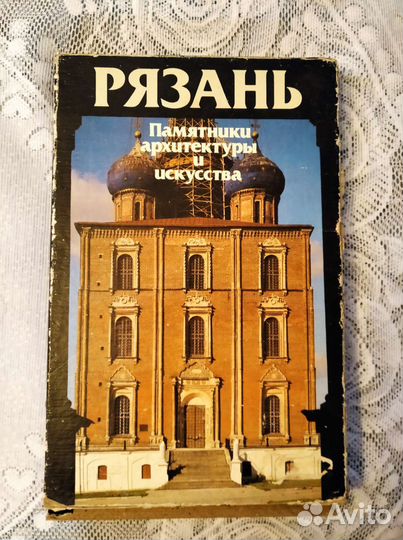 РЯЗАНЬ
Памятники
архитектуры
и
искусства
Avito